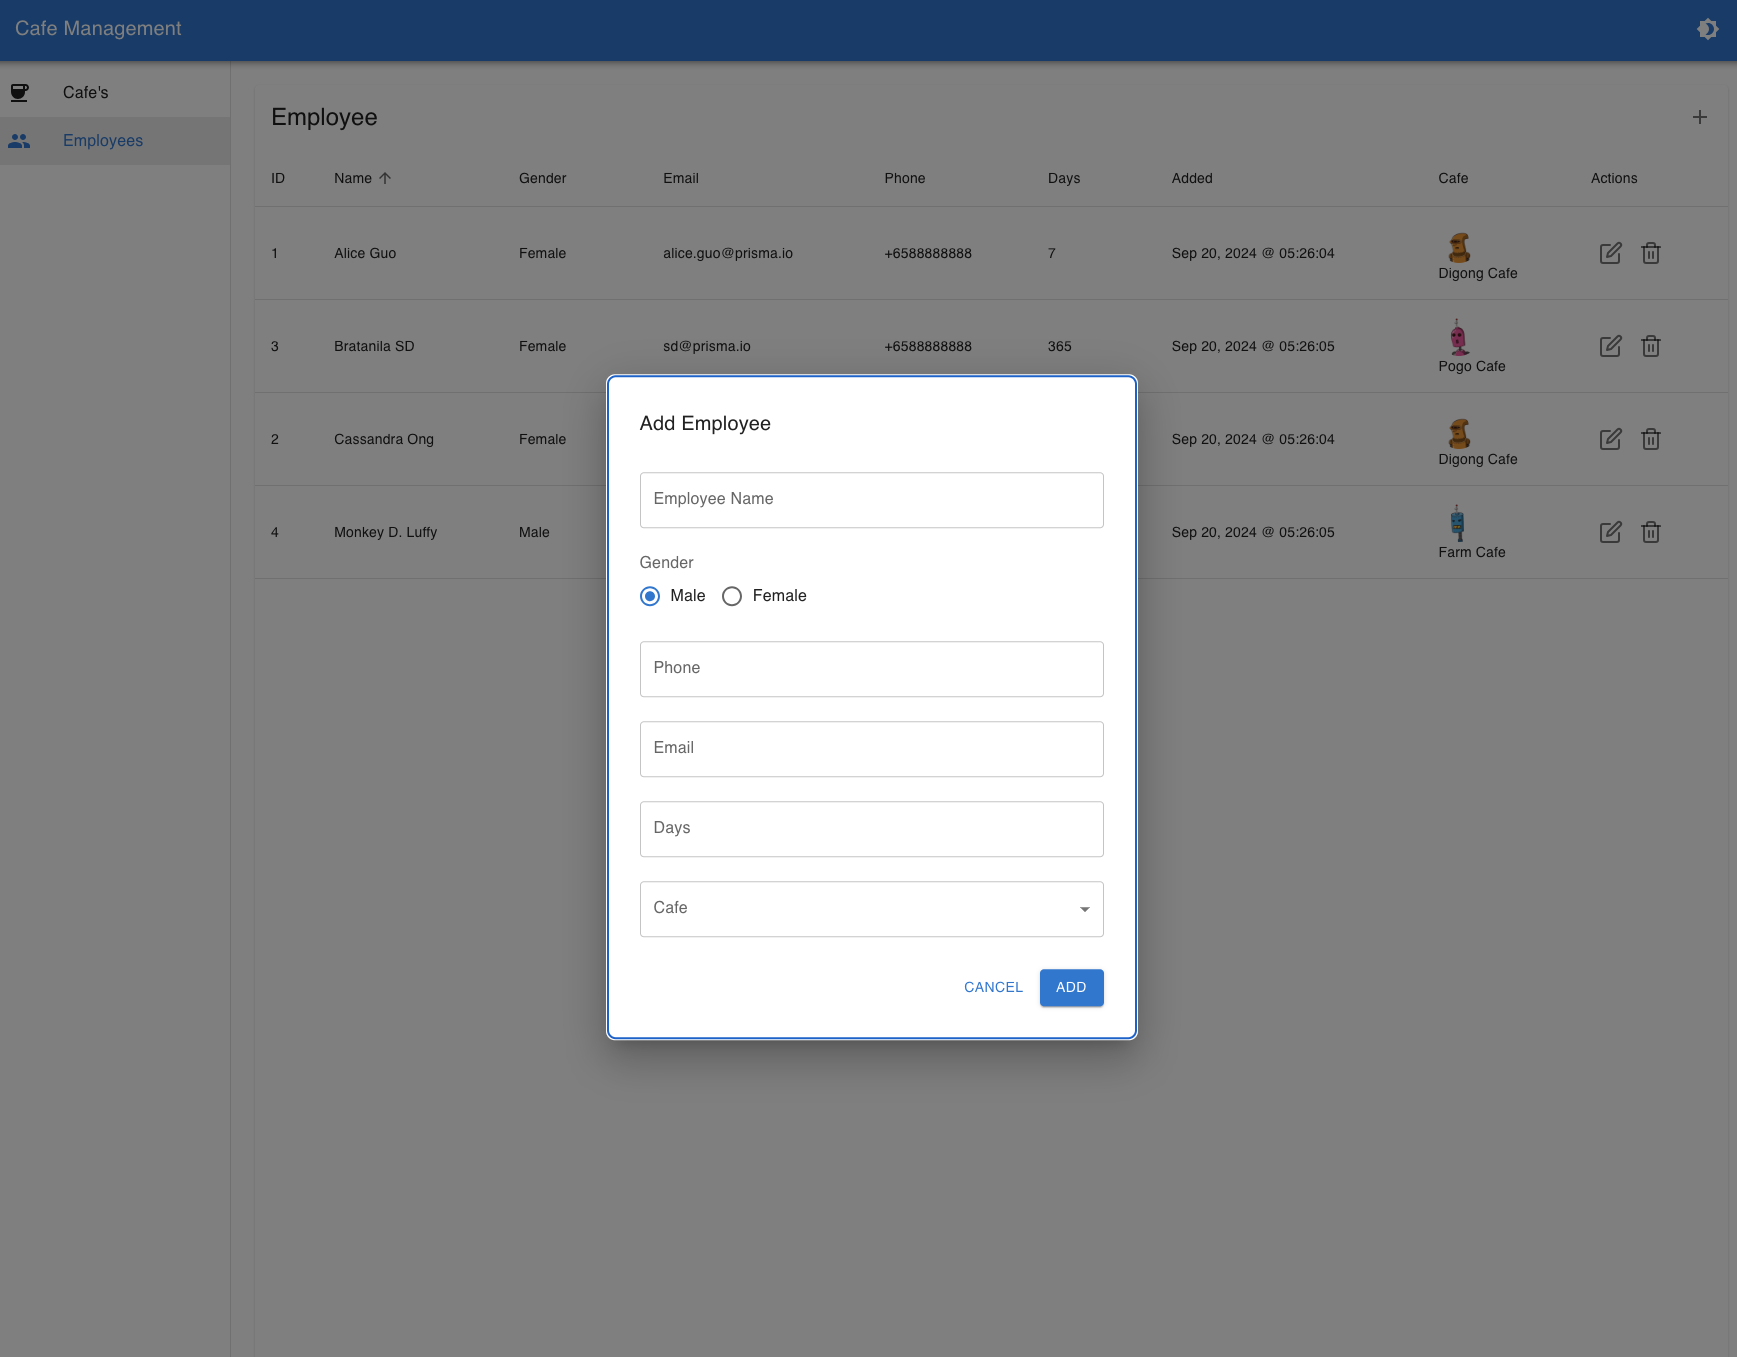 Cafe Management
Cafe's
Employees
Employee
ID Name Gender Email Phone Days Added Cafe Actions
1 Alice Guo Female alice.guo@prisma.io +6588888888 7 Sep 20, 2024 @ 05:26:04 Digong Cafe
3 Bratanila SD Female sd@prisma.io +6588888888 365 Sep 20, 2024 @ 05:26:05 Pogo Cafe
2 Cassandra Ong Female Sep 20, 2024 @ 05:26:04 Digong Cafe
4 Monkey D. Luffy Male Sep 20, 2024 @ 05:26:05 Farm Cafe
Add Employee
Employee Name
Gender
Male Female
Phone
Email
Days
Cafe
CANCEL ADD